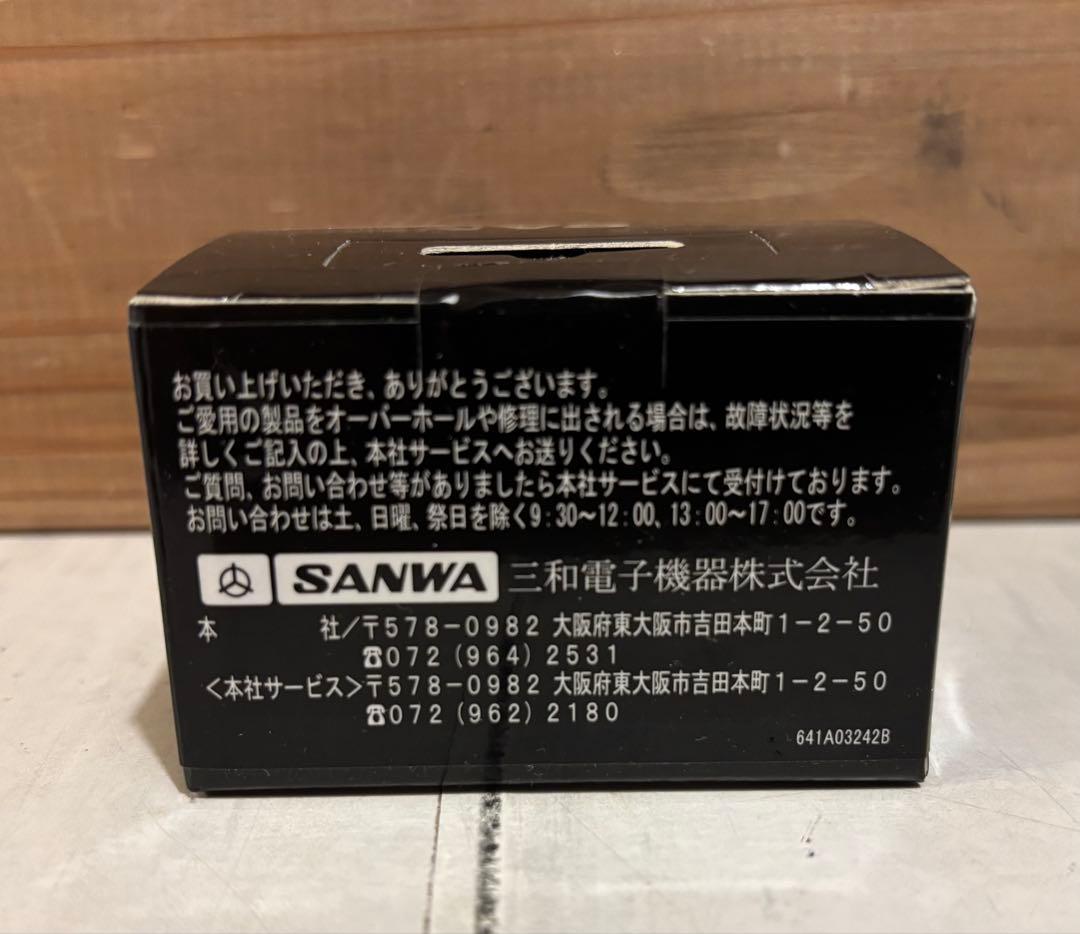 お買い上げいただき、ありがとうございます。
ご愛用の製品をオーバーホールや修理に出される場合は、故障状況等を
詳しくご記入の上、本社サービスへお送りください。
ご質問、お問い合わせ等がありましたら本社サービスにて受付けております。
お問い合わせは土、日曜、祭日を除く9:30〜12:00、13:00〜17:00です。
SANWA 三和電子機器株式会社
本　　　社/〒578-0982 大阪府東大阪市吉田本町1-2-50
☎072(964)2531
<本社サービス>〒578-0982 大阪府東大阪市吉田本町1-2-50
☎072(962)2180
641A03242B